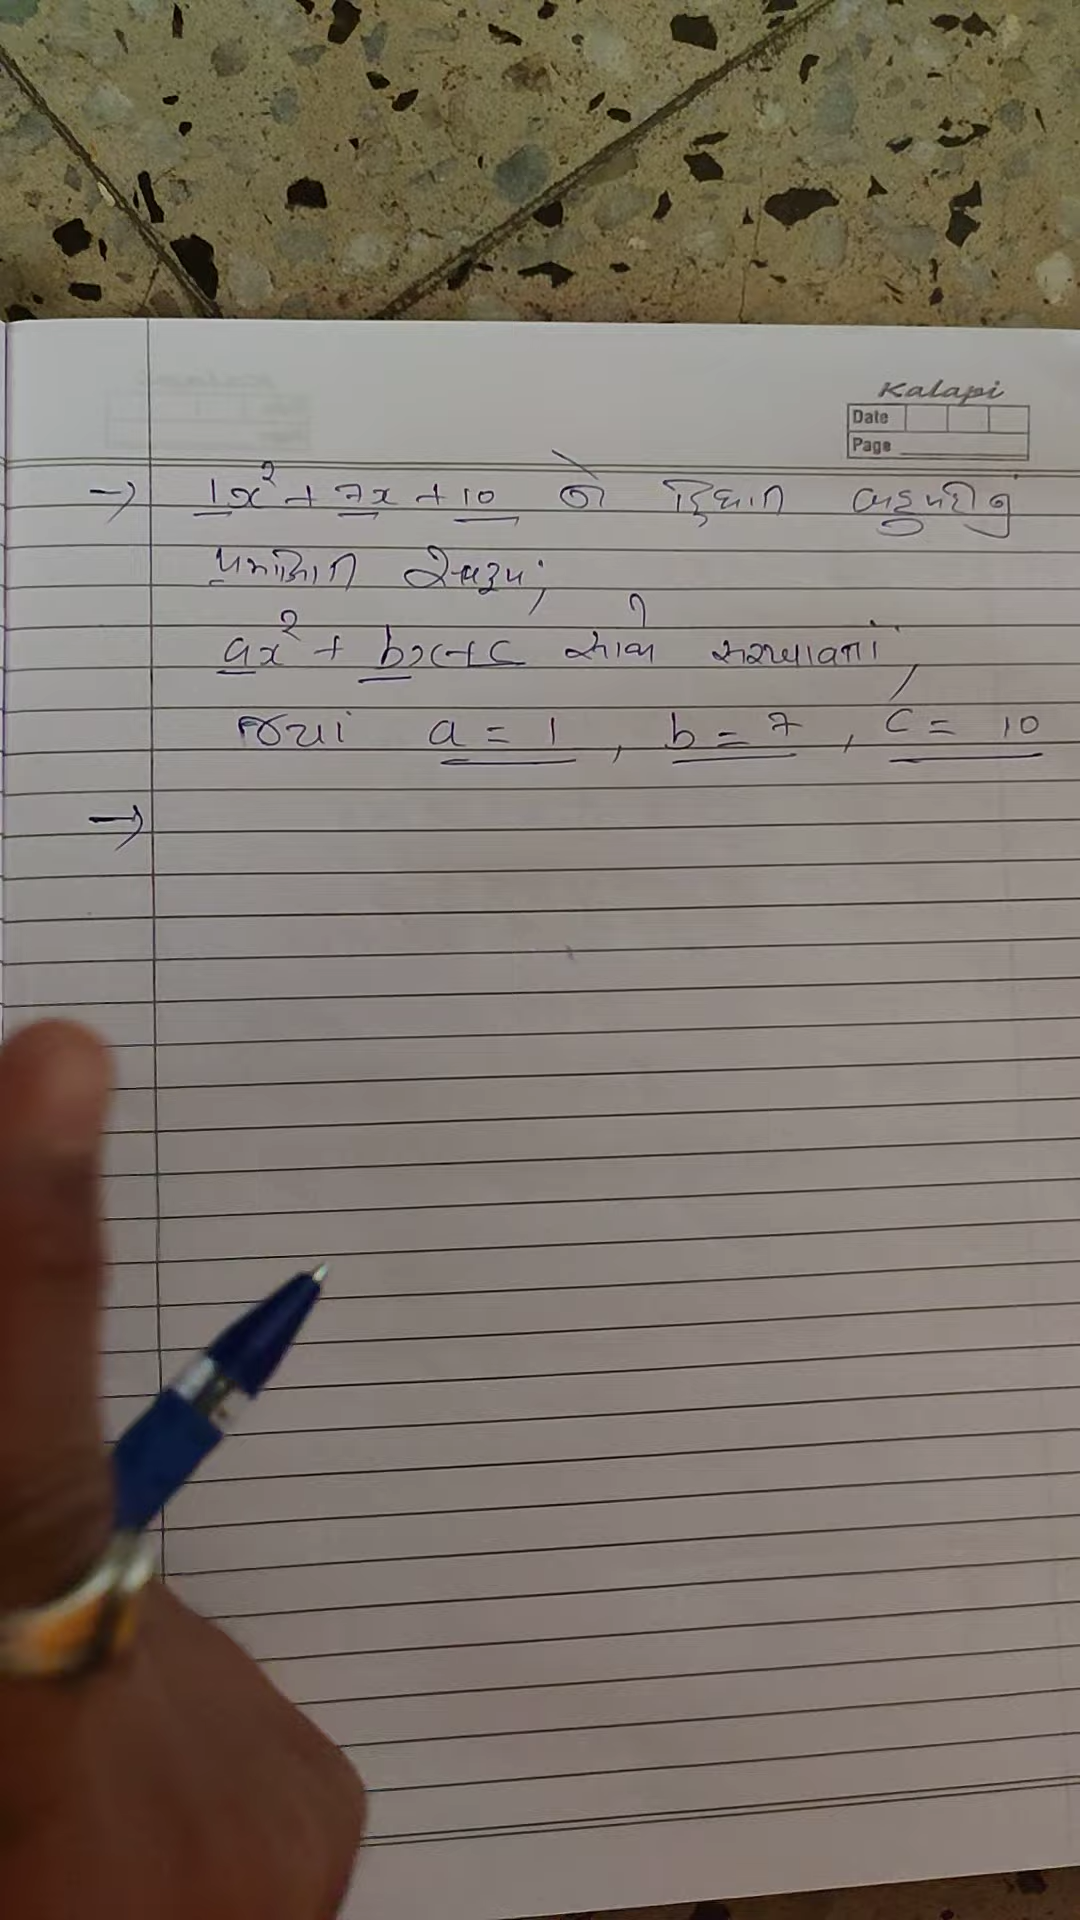 Kalapi
Date
Page
→ 1x² + 7x + 10 ને દ્વિઘાત બહુપદીનું
પ્રમાણિત સ્વરૂપ;
ax² + bx + c સાથે સરખાવતાં,
જ્યાં a = 1, b = 7, c = 10
→